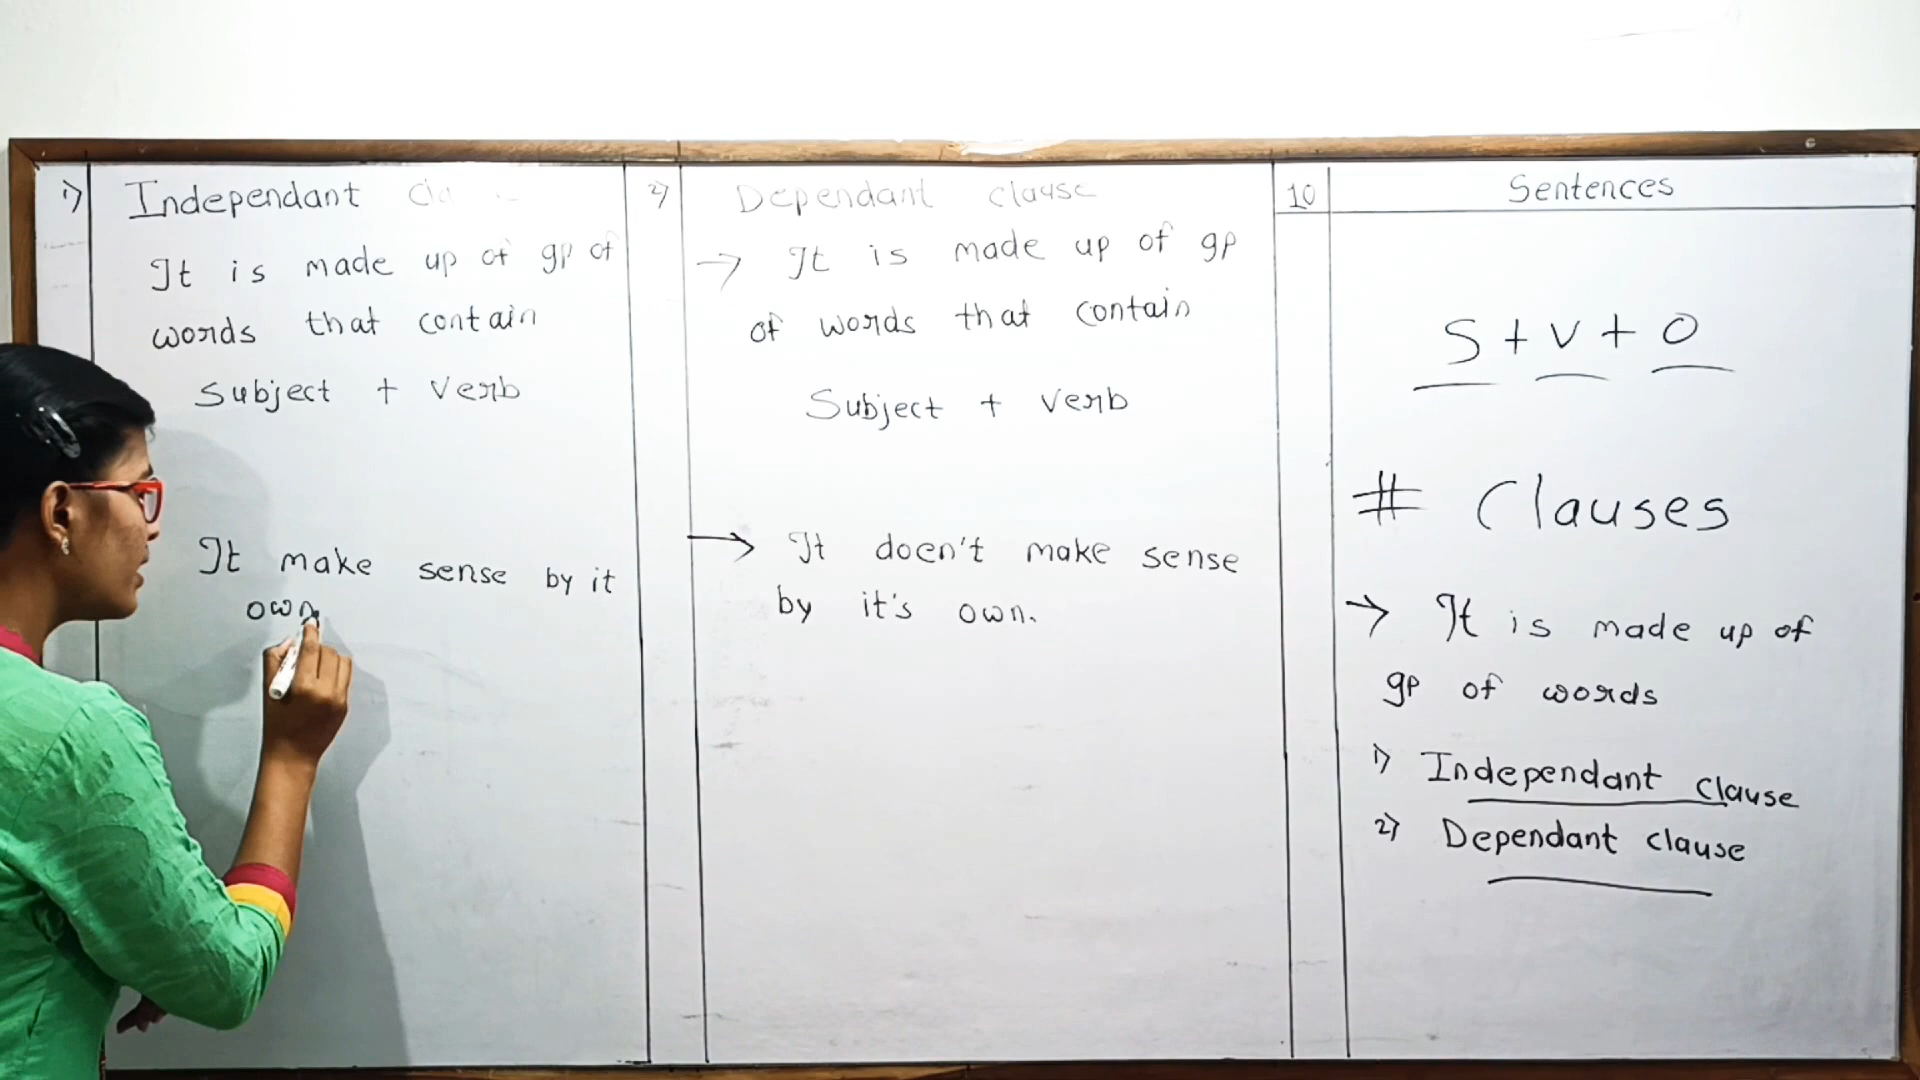 1) Independant
It is made up of gp of
words that contain
Subject + Verb
It make sense by it
own.
2) Dependant clause
→ It is made up of gp
of words that contain
Subject + Verb
→ It doen't make sense
by it's own.
10 Sentences
S + V + O
# Clauses
→ It is made up of
gp of words
1) Independant clause
2) Dependant clause